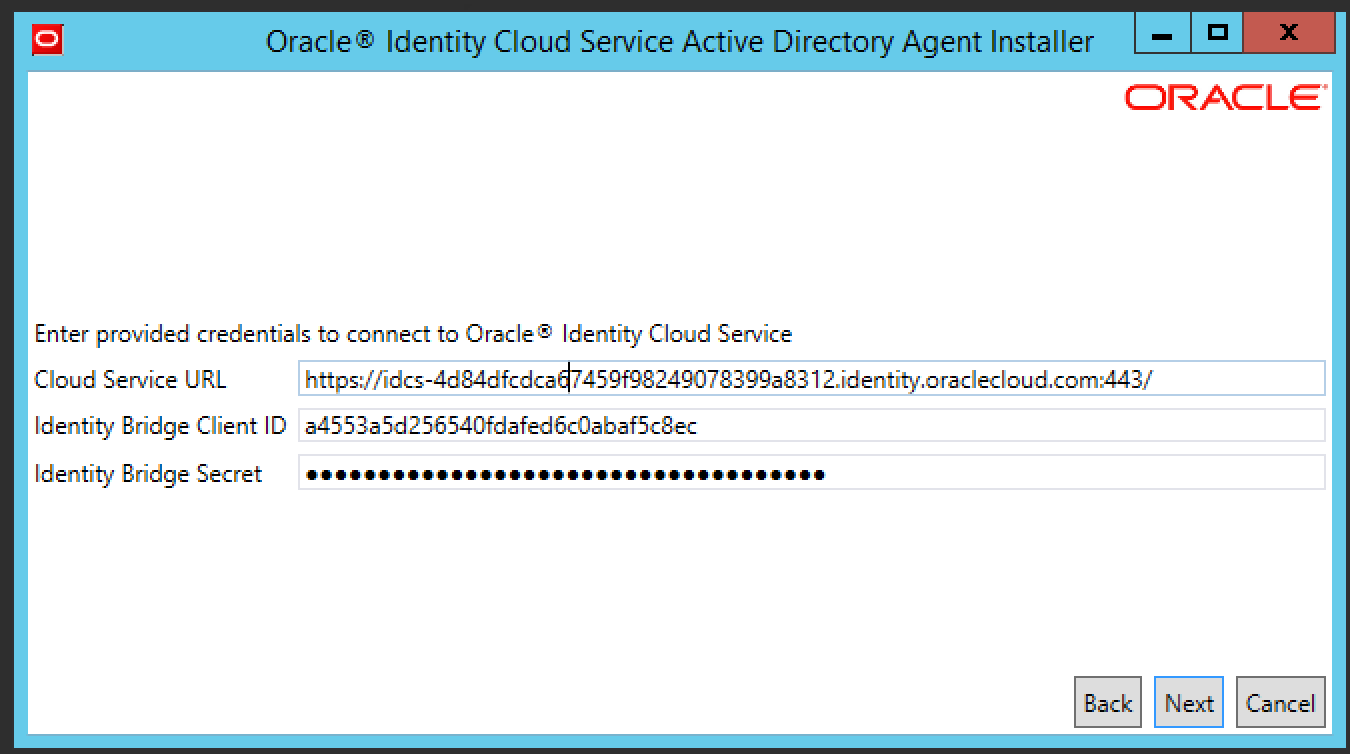 Oracle® Identity Cloud Service Active Directory Agent Installer
ORACLE®
Enter provided credentials to connect to Oracle® Identity Cloud Service
Cloud Service URL https://idcs-4d84dfcdca67459f98249078399a8312.identity.oraclecloud.com:443/
Identity Bridge Client ID a4553a5d256540fdafed6c0abaf5c8ec
Identity Bridge Secret ••••••••••••••••••••••••••••••••••••
Back Next Cancel